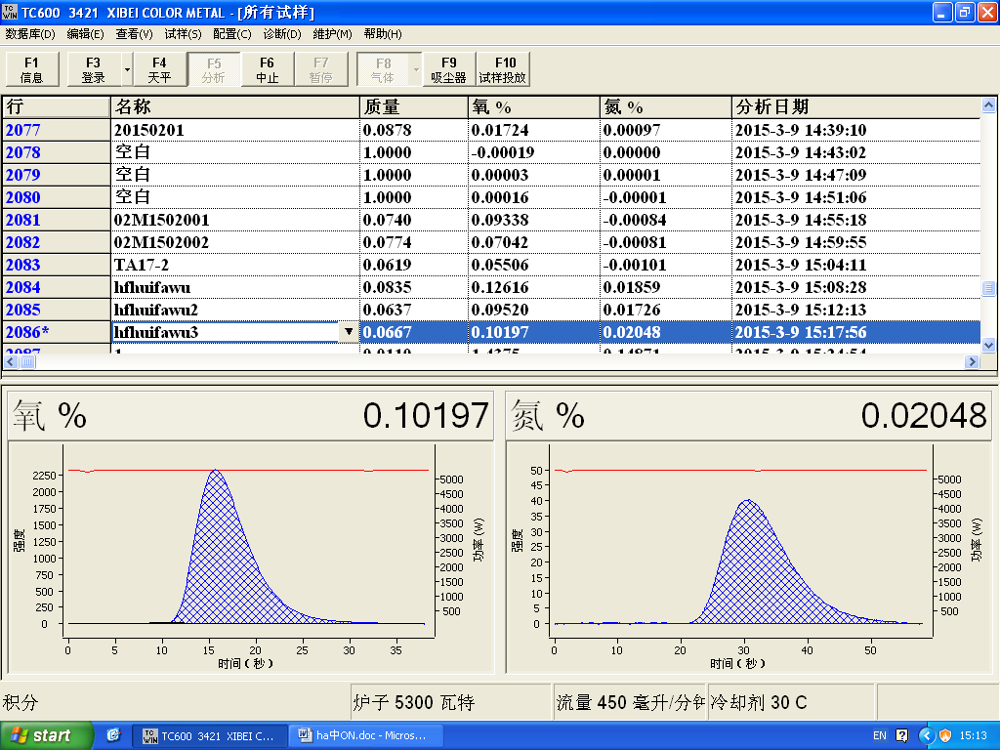 TC600 3421 XIBEI COLOR METAL - [所有试样]
数据库(D) 编辑(E) 查看(V) 试样(S) 配置(C) 诊断(D) 维护(M) 帮助(H)
F1 F3 F4 F5 F6 F7 F8 F9 F10
信息 登录 天平 分析 中止 暂停 气体 吸尘器 试样投放
行 名称 质量 氧 % 氮 % 分析日期
2077 20150201 0.0878 0.01724 0.00097 2015-3-9 14:39:10
2078 空白 1.0000 -0.00019 0.00000 2015-3-9 14:43:02
2079 空白 1.0000 0.00003 0.00001 2015-3-9 14:47:09
2080 空白 1.0000 0.00016 -0.00001 2015-3-9 14:51:06
2081 02M1502001 0.0740 0.09338 -0.00084 2015-3-9 14:55:18
2082 02M1502002 0.0774 0.07042 -0.00081 2015-3-9 14:59:55
2083 TA17-2 0.0619 0.05506 -0.00101 2015-3-9 15:04:11
2084 hfhuifawu 0.0835 0.12616 0.01859 2015-3-9 15:08:28
2085 hfhuifawu2 0.0637 0.09520 0.01726 2015-3-9 15:12:13
2086* hfhuifawu3 0.0667 0.10197 0.02048 2015-3-9 15:17:56
氧 % 0.10197 氮 % 0.02048
2250
2000
1750
1500
1250
1000
750
500
250
0
强度
5000
4500
4000
3500
3000
2500
2000
1500
1000
500
功率 (W)
0 5 10 15 20 25 30 35
时间 ( 秒 )
50
45
40
35
30
25
20
15
10
5
0
强度
5000
4500
4000
3500
3000
2500
2000
1500
1000
500
功率 (W)
0 10 20 30 40 50
时间 ( 秒 )
积分 炉子 5300 瓦特 流量 450 毫升/分钟 冷却剂 30 C
start TC WIN TC600 3421 XIBEI C... ha中ON.doc - Micros... EN 15:13